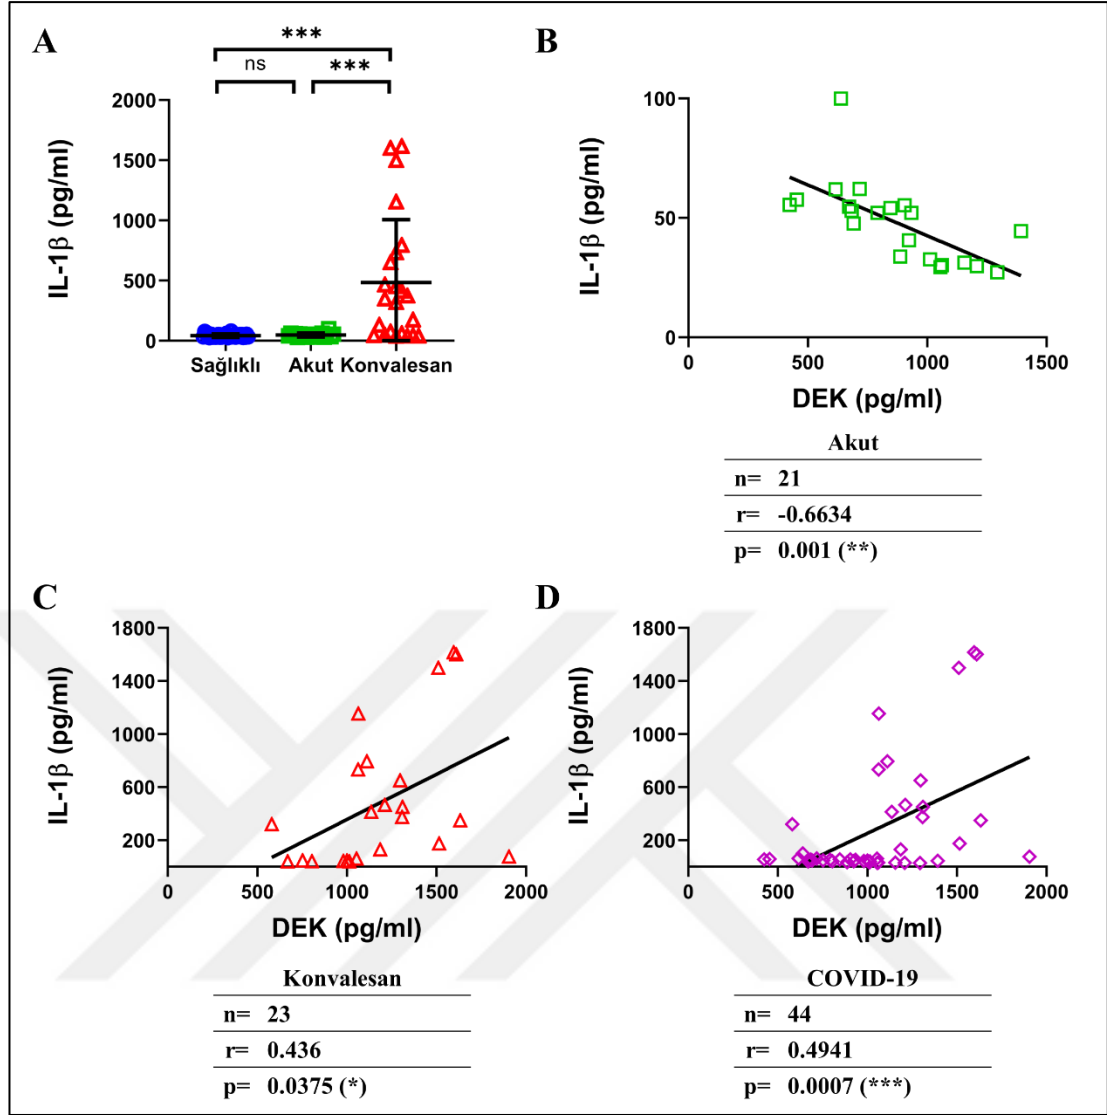 A
***
ns
***
IL-1β (pg/ml)
2000
1500
1000
500
0
Sağlıklı Akut Konvalesan
B
IL-1β (pg/ml)
100
50
0
0 500 1000 1500
DEK (pg/ml)
Akut
n= 21
r= -0.6634
p= 0.001 (**)
C
IL-1β (pg/ml)
1800
1400
1000
600
200
0 500 1000 1500 2000
DEK (pg/ml)
Konvalesan
n= 23
r= 0.436
p= 0.0375 (*)
D
IL-1β (pg/ml)
1800
1400
1000
600
200
0 500 1000 1500 2000
DEK (pg/ml)
COVID-19
n= 44
r= 0.4941
p= 0.0007 (***)